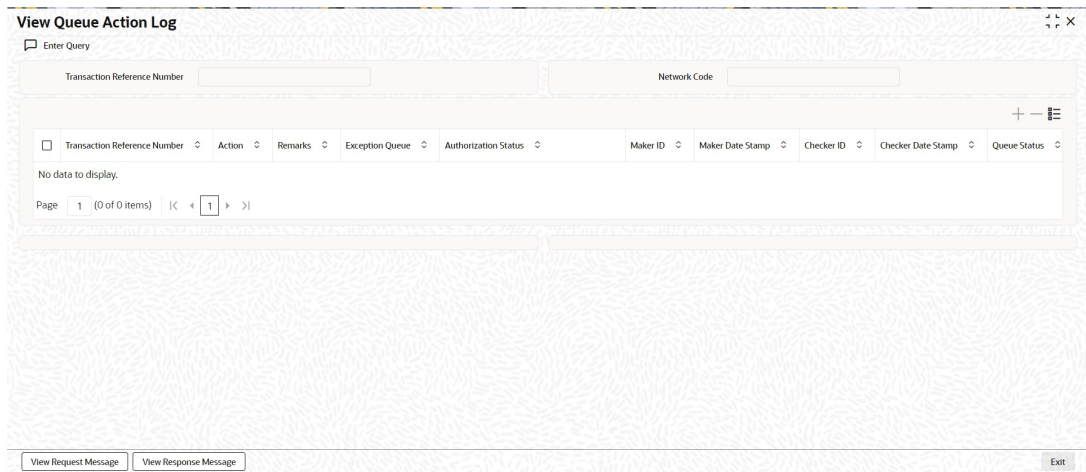 View Queue Action Log
Enter Query
Transaction Reference Number
Network Code
Transaction Reference Number Action Remarks Exception Queue Authorization Status Maker ID Maker Date Stamp Checker ID Checker Date Stamp Queue Status
No data to display.
Page 1 (0 of 0 items) 1
View Request Message View Response Message Exit